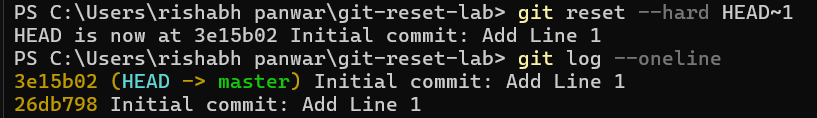 PS C:\Users\rishabh panwar\git-reset-lab> git reset --hard HEAD~1
HEAD is now at 3e15b02 Initial commit: Add Line 1
PS C:\Users\rishabh panwar\git-reset-lab> git log --oneline
3e15b02 (HEAD -> master) Initial commit: Add Line 1
26db798 Initial commit: Add Line 1